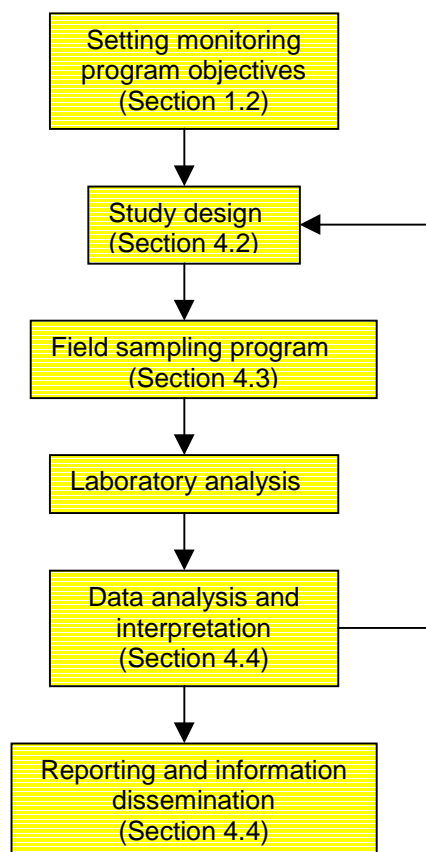 Setting monitoring
program objectives
(Section 1.2)
Study design
(Section 4.2)
Field sampling program
(Section 4.3)
Laboratory analysis
Data analysis and
interpretation
(Section 4.4)
Reporting and information
dissemination
(Section 4.4)